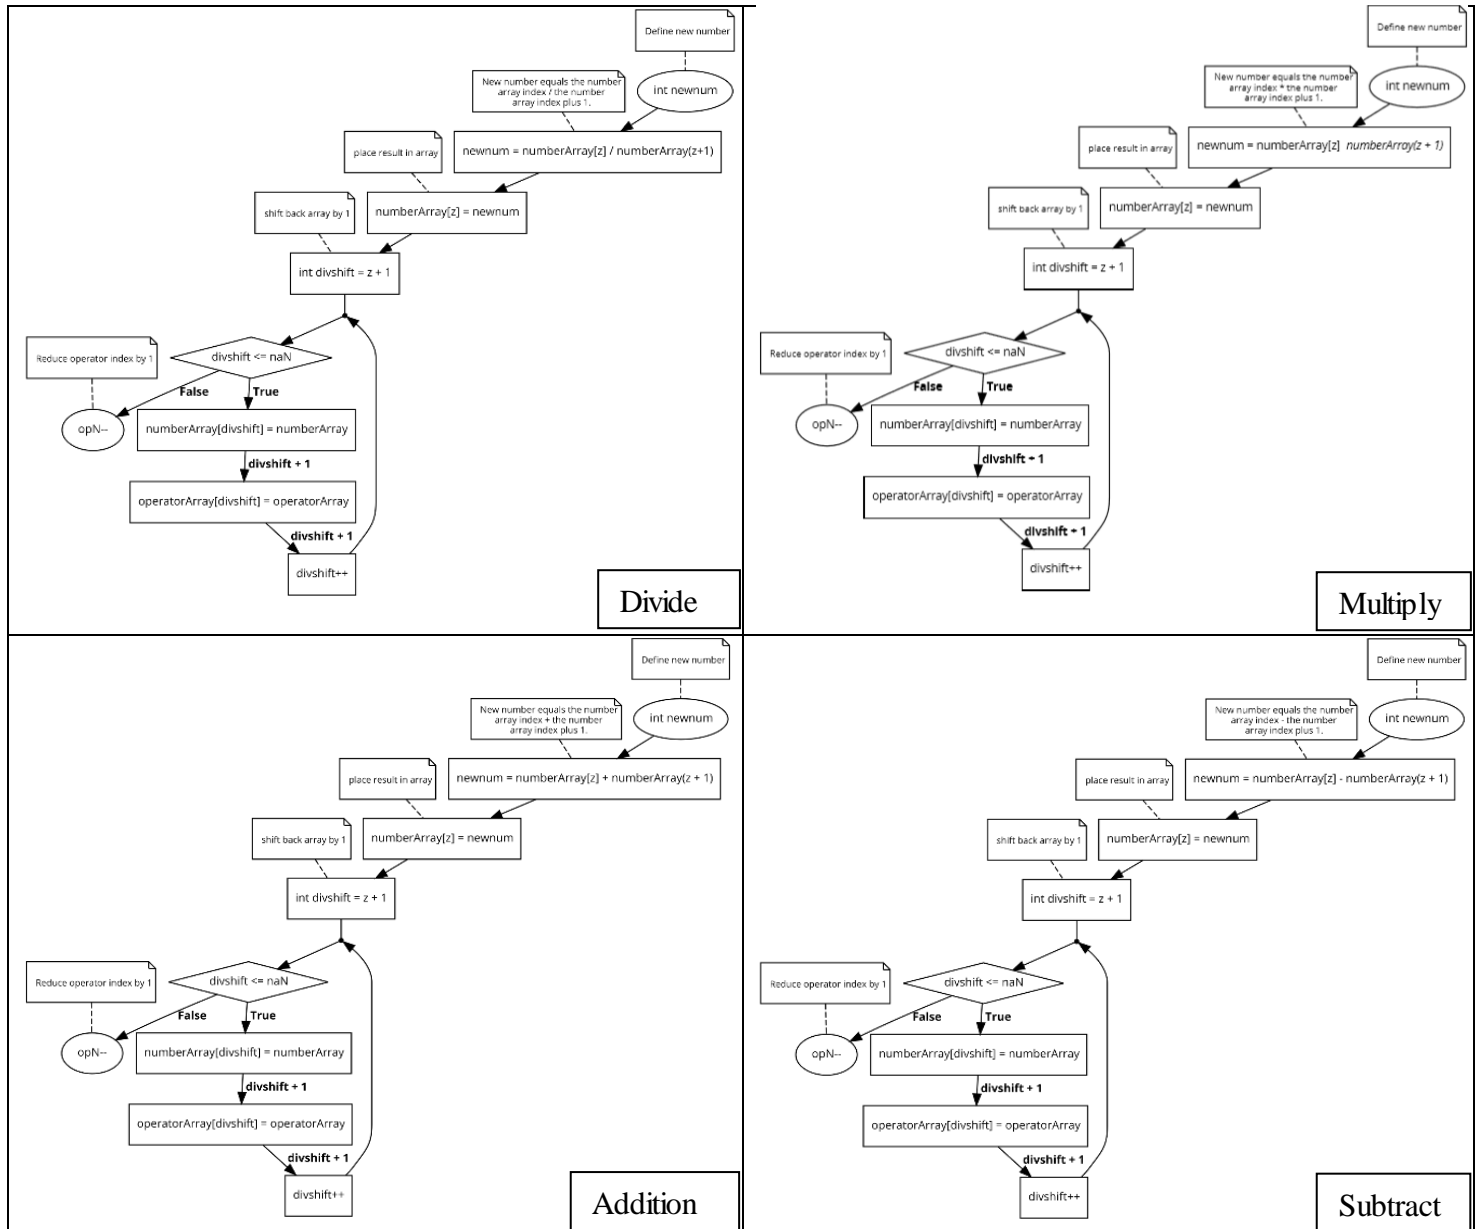 Define new number
int newnum
New number equals the number
array index / the number
array index plus 1.
newnum = numberArray[z] / numberArray(z+1)
place result in array
numberArray[z] = newnum
shift back array by 1
int divshift = z + 1
divshift <= naN
Reduce operator index by 1
False
True
opN--
numberArray[divshift] = numberArray
divshift + 1
operatorArray[divshift] = operatorArray
divshift + 1
divshift++
Divide
Define new number
int newnum
New number equals the number
array index * the number
array index plus 1.
newnum = numberArray[z] numberArray(z + 1)
place result in array
numberArray[z] = newnum
shift back array by 1
int divshift = z + 1
divshift <= naN
Reduce operator index by 1
False
True
opN--
numberArray[divshift] = numberArray
divshift + 1
operatorArray[divshift] = operatorArray
divshift + 1
divshift++
Multiply
Define new number
int newnum
New number equals the number
array index + the number
array index plus 1.
newnum = numberArray[z] + numberArray(z + 1)
place result in array
numberArray[z] = newnum
shift back array by 1
int divshift = z + 1
divshift <= naN
Reduce operator index by 1
False
True
opN--
numberArray[divshift] = numberArray
divshift + 1
operatorArray[divshift] = operatorArray
divshift + 1
divshift++
Addition
Define new number
int newnum
New number equals the number
array index - the number
array index plus 1.
newnum = numberArray[z] - numberArray(z + 1)
place result in array
numberArray[z] = newnum
shift back array by 1
int divshift = z + 1
divshift <= naN
Reduce operator index by 1
False
True
opN--
numberArray[divshift] = numberArray
divshift + 1
operatorArray[divshift] = operatorArray
divshift + 1
divshift++
Subtract